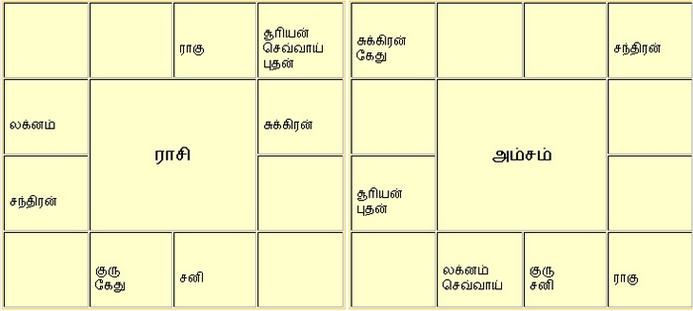 ராகு
சூரியன்
செவ்வாய்
புதன்
லக்னம்
சுக்கிரன்
ராசி
சந்திரன்
குரு
கேது
சனி
சுக்கிரன்
கேது
சந்திரன்
அம்சம்
சூரியன்
புதன்
லக்னம்
செவ்வாய்
குரு
சனி
ராகு